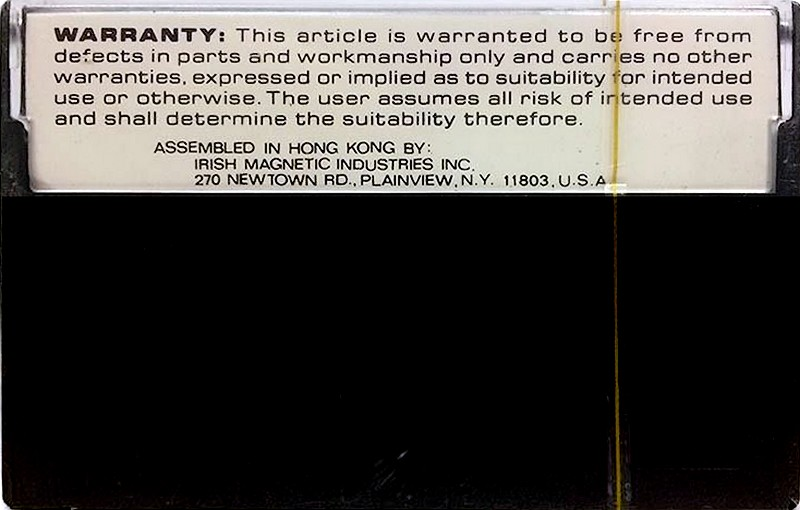 WARRANTY: This article is warranted to be free from
defects in parts and workmanship only and carries no other
warranties, expressed or implied as to suitability for intended
use or otherwise. The user assumes all risk of intended use
and shall determine the suitability therefore.
ASSEMBLED IN HONG KONG BY:
IRISH MAGNETIC INDUSTRIES INC.
270 NEWTOWN RD., PLAINVIEW, N.Y. 11803, U.S.A.